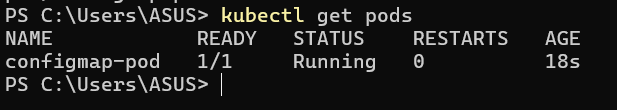 PS C:\Users\ASUS> kubectl get pods
NAME            READY   STATUS    RESTARTS   AGE
configmap-pod   1/1     Running   0          18s
PS C:\Users\ASUS>